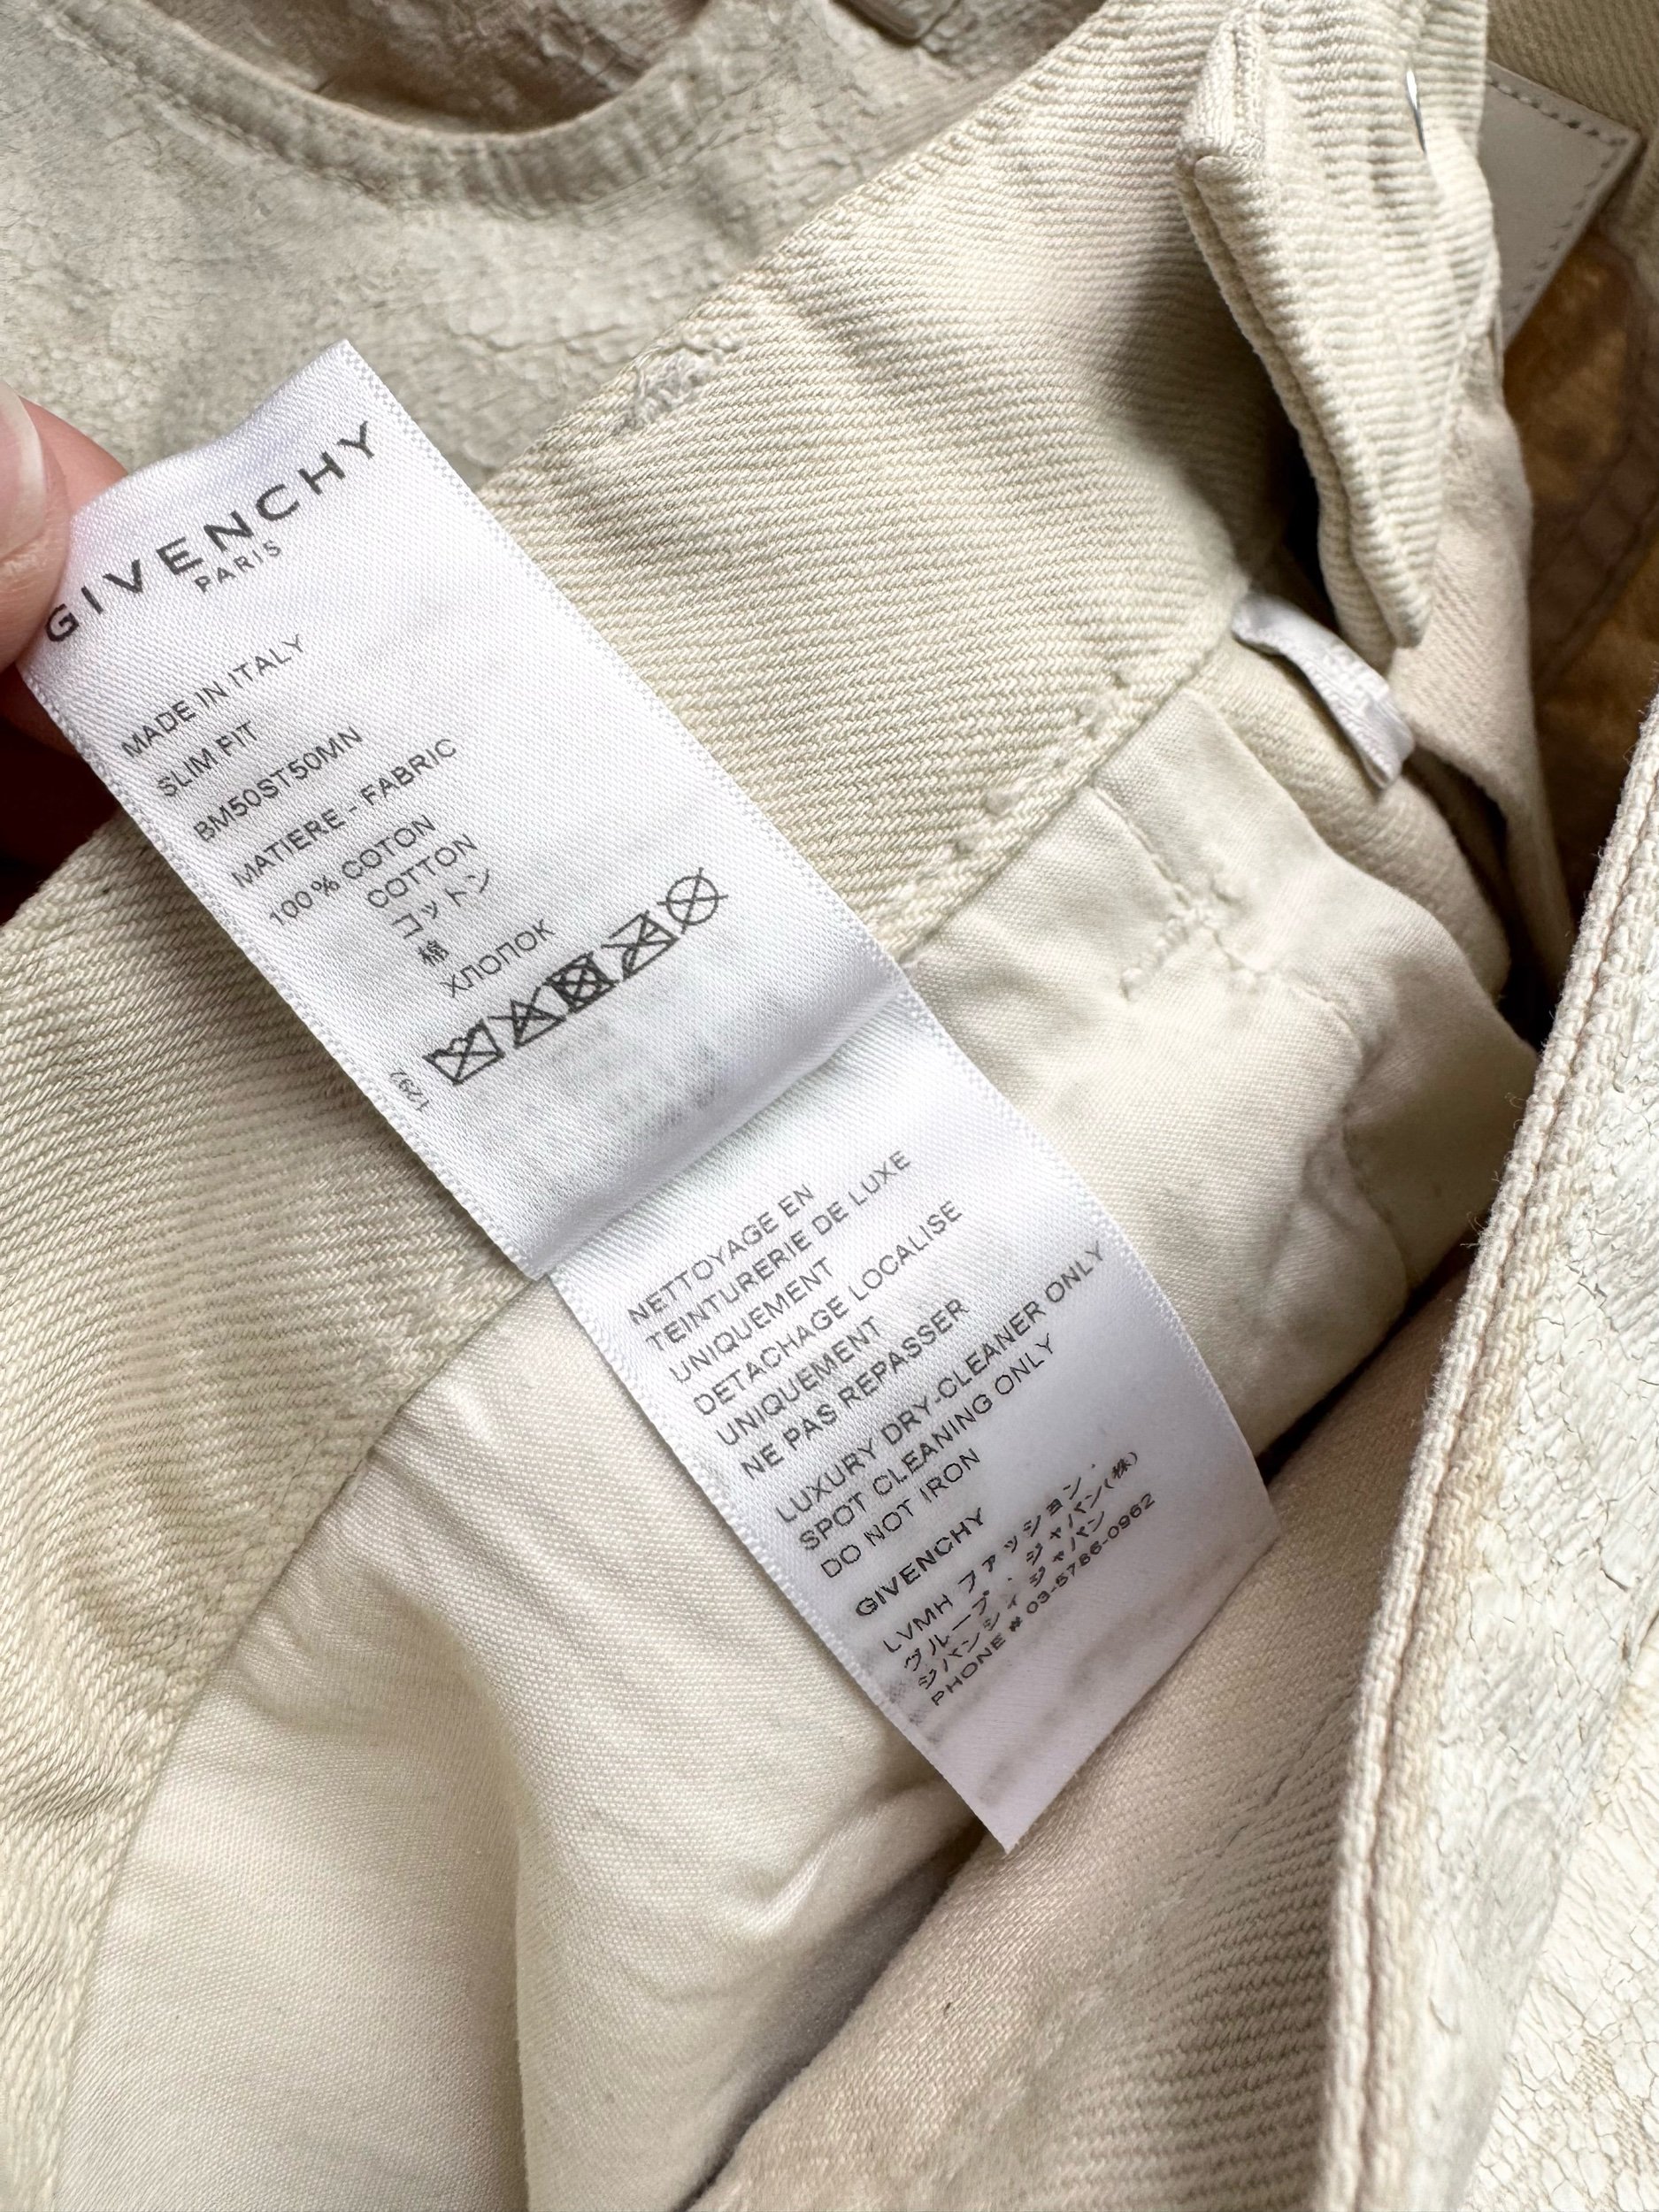 GIVENCHY
PARIS
MADE IN ITALY
SLIM FIT
BM50ST50MN
MATIERE - FABRIC
100 % COTON
COTTON
コットン
棉
ХЛОПОК
1292
NETTOYAGE EN
TEINTURERIE DE LUXE
UNIQUEMENT
DETACHAGE LOCALISE
UNIQUEMENT
NE PAS REPASSER
LUXURY DRY-CLEANER ONLY
SPOT CLEANING ONLY
DO NOT IRON
GIVENCHY
LVMH ファッション・
グループ・ジャパン(株)
ジバンシィ ジャパン
PHONE # 03-5786-0962